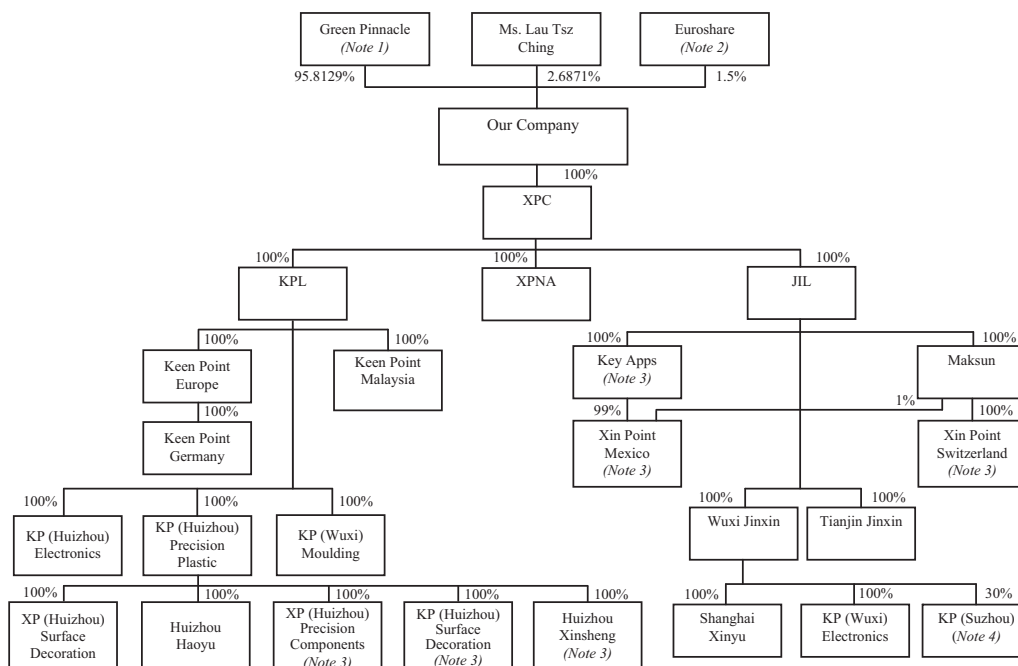 Green Pinnacle
(Note 1)
Ms. Lau Tsz
Ching
Euroshare
(Note 2)
95.8129%
2.6871%
1.5%
Our Company
100%
XPC
100%
100%
100%
KPL
XPNA
JIL
100%
100%
100%
100%
Keen Point
Europe
Keen Point
Malaysia
Key Apps
(Note 3)
Maksun
100%
99%
1%
100%
Keen Point
Germany
Xin Point
Mexico
(Note 3)
Xin Point
Switzerland
(Note 3)
100%
100%
100%
100%
100%
KP (Huizhou)
Electronics
KP (Huizhou)
Precision
Plastic
KP (Wuxi)
Moulding
Wuxi Jinxin
Tianjin Jinxin
100%
100%
100%
100%
100%
100%
100%
30%
XP (Huizhou)
Surface
Decoration
Huizhou
Haoyu
XP (Huizhou)
Precision
Components
(Note 3)
KP (Huizhou)
Surface
Decoration
(Note 3)
Huizhou
Xinsheng
(Note 3)
Shanghai
Xinyu
KP (Wuxi)
Electronics
KP (Suzhou)
(Note 4)